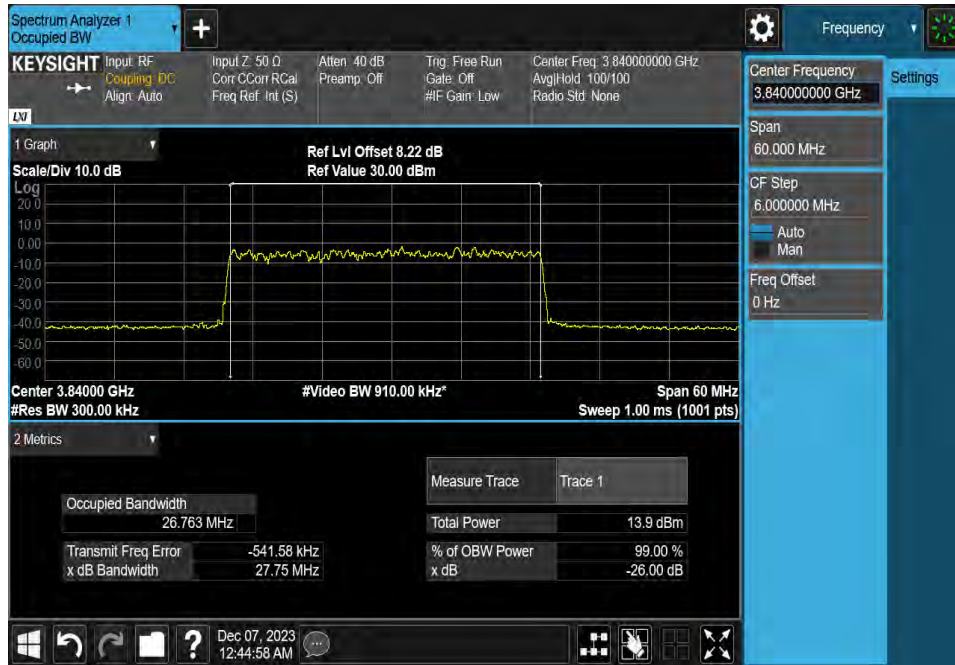 Spectrum Analyzer 1
Occupied BW
+
Frequency
KEYSIGHT
LXI
Input: RF
Coupling: DC
Align: Auto
Input Z: 50 Ω
Corr CCorr RCal
Freq Ref: Int (S)
Atten: 40 dB
Preamp: Off
Trig: Free Run
Gate: Off
#IF Gain: Low
Center Freq: 3.840000000 GHz
Avg|Hold: 100/100
Radio Std: None
Center Frequency
3.840000000 GHz
Settings
Span
60.000 MHz
CF Step
6.000000 MHz
Auto
Man
Freq Offset
0 Hz
1 Graph
Scale/Div 10.0 dB
Ref Lvl Offset 8.22 dB
Ref Value 30.00 dBm
Log
20.0
10.0
0.00
-10.0
-20.0
-30.0
-40.0
-50.0
-60.0
Center 3.84000 GHz
#Res BW 300.00 kHz
#Video BW 910.00 kHz*
Span 60 MHz
Sweep 1.00 ms (1001 pts)
2 Metrics
Measure Trace Trace 1
Occupied Bandwidth
26.763 MHz
Total Power 13.9 dBm
Transmit Freq Error -541.58 kHz
% of OBW Power 99.00 %
x dB Bandwidth 27.75 MHz
x dB -26.00 dB
?
Dec 07, 2023
12:44:58 AM